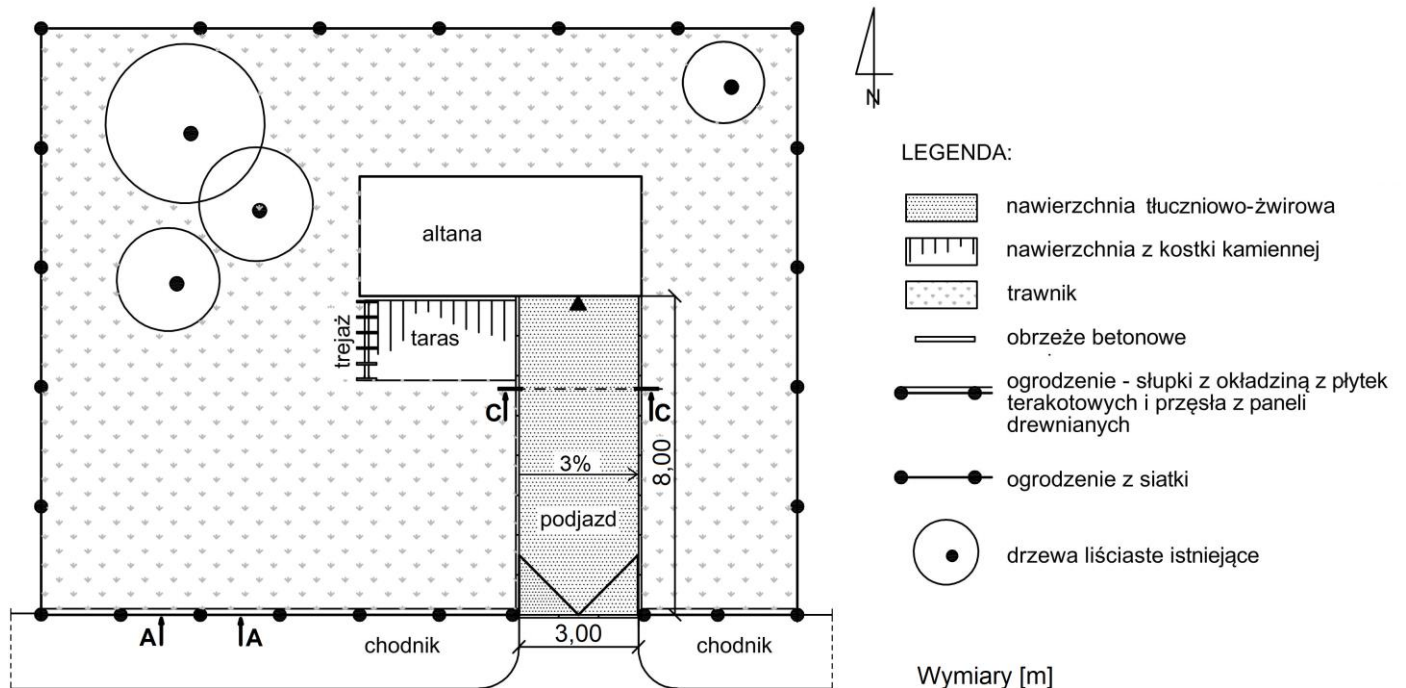 N
LEGENDA:
nawierzchnia tłuczniowo-żwirowa
nawierzchnia z kostki kamiennej
trawnik
obrzeże betonowe
ogrodzenie - słupki z okładziną z płytek
terakotowych i przęsła z paneli
drewnianych
ogrodzenie z siatki
drzewa liściaste istniejące
Wymiary [m]
altana
trejaż
taras
C
C
3%
8,00
podjazd
A
A
chodnik
3,00
chodnik